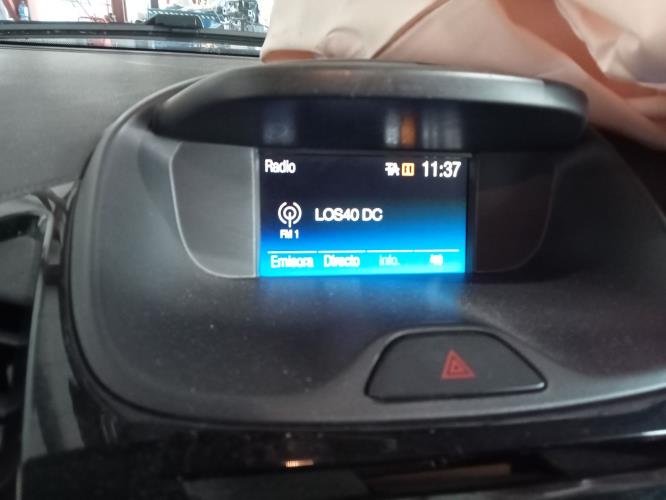 Radio TA 11:37
LOS40 DC
FM 1
Emisora Directo Info.